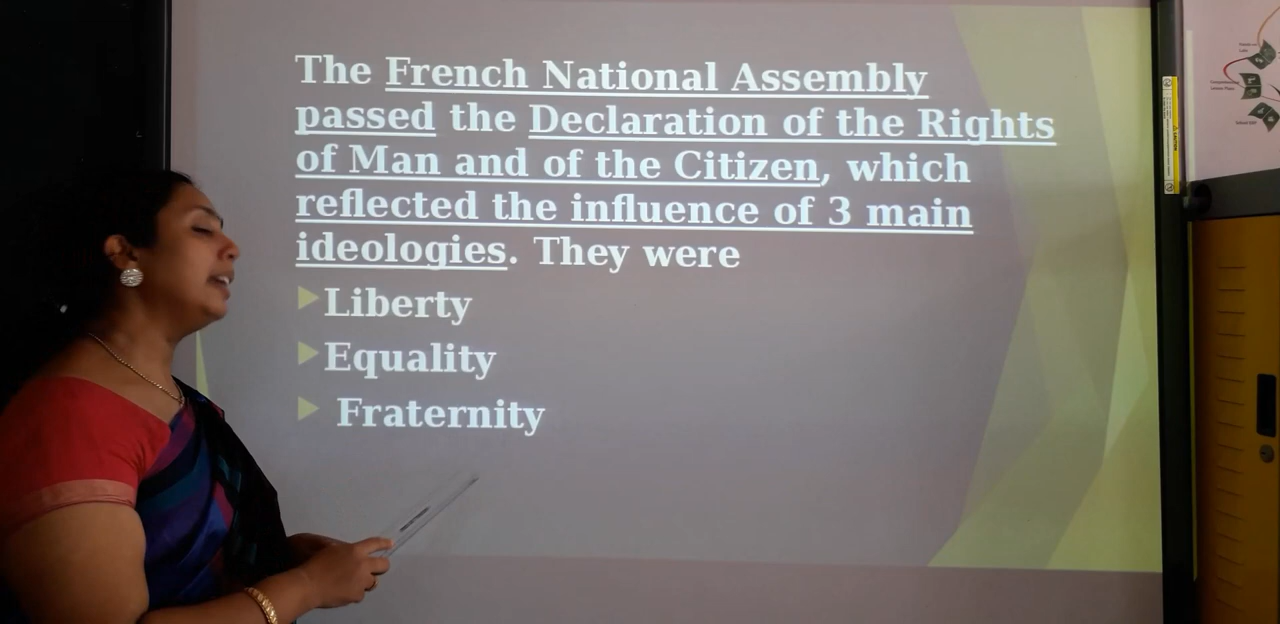 The French National Assembly
passed the Declaration of the Rights
of Man and of the Citizen, which
reflected the influence of 3 main
ideologies. They were
Liberty
Equality
Fraternity